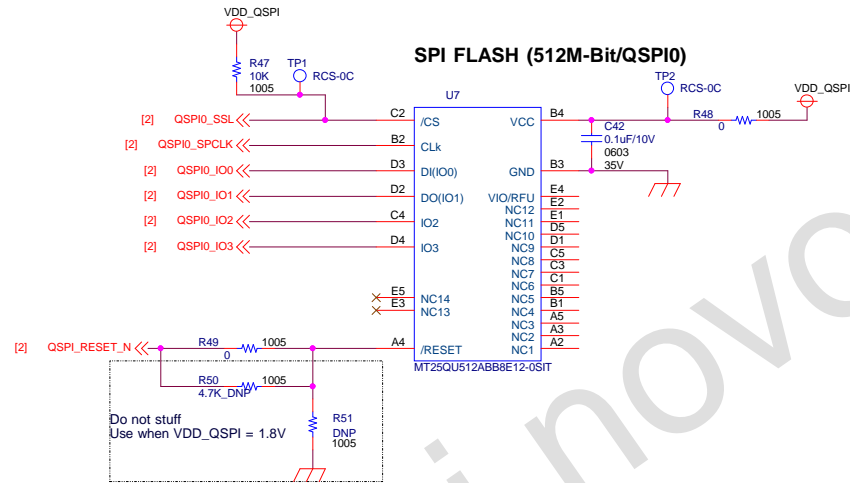 VDD_QSPI
SPI FLASH (512M-Bit/QSPI0)
R47
10K
1005
TP1
RCS-0C
TP2
RCS-0C
VDD_QSPI
U7
R48
0
1005
[2] QSPI0_SSL C2 /CS
VCC B4
[2] QSPI0_SPCLK B2 CLk
C42
0.1uF/10V
0603
35V
[2] QSPI0_IO0 D3 DI(IO0)
GND B3
[2] QSPI0_IO1 D2 DO(IO1)
VIO/RFU E4
NC12 E2
[2] QSPI0_IO2 C4 IO2
NC11 E1
NC10 D5
[2] QSPI0_IO3 D4 IO3
NC9 D1
NC8 C5
NC7 C3
NC6 C1
E5 NC14
NC5 B5
E3 NC13
NC4 B1
NC3 A5
NC2 A3
[2] QSPI_RESET_N R49 0 1005 A4 /RESET
NC1 A2
MT25QU512ABB8E12-0SIT
R50 1005
4.7K_DNP
Do not stuff
Use when VDD_QSPI = 1.8V
R51
DNP
1005
i novo